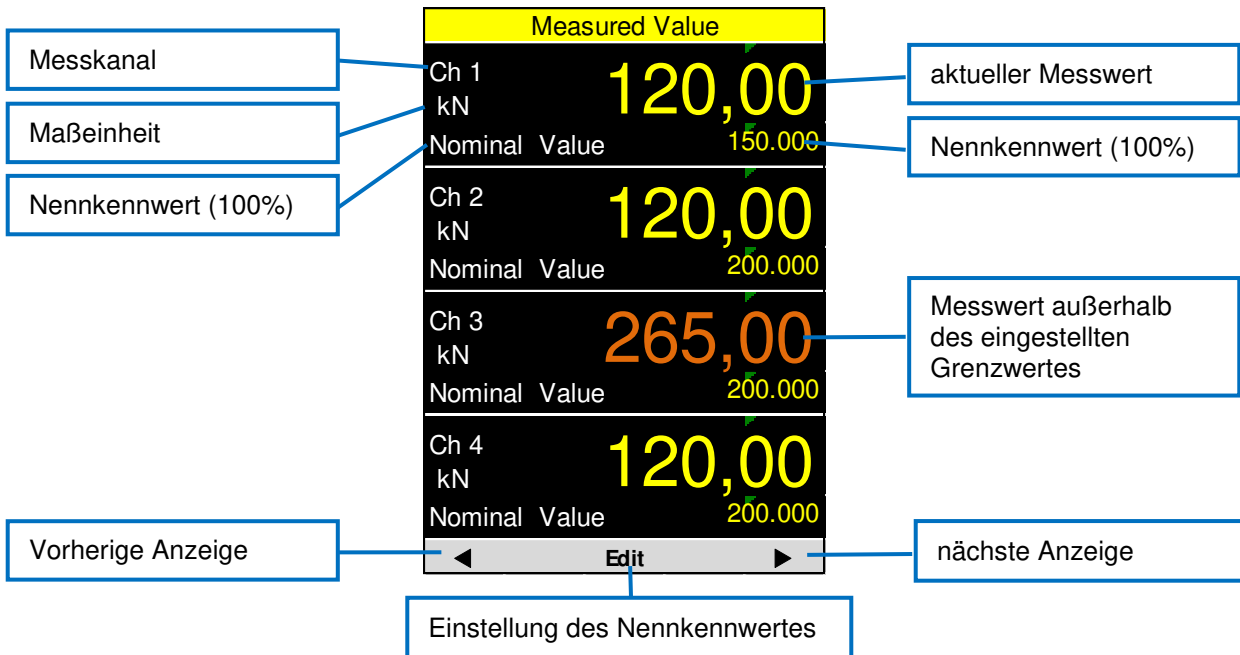 Measured Value
Messkanal
Ch 1
120,00
aktueller Messwert
kN
Maßeinheit
Nominal Value
150.000
Nennkennwert (100%)
Nennkennwert (100%)
Ch 2
120,00
kN
Nominal Value
200.000
Ch 3
265,00
kN
Nominal Value
200.000
Messwert außerhalb
des eingestellten
Grenzwertes
Ch 4
120,00
kN
Nominal Value
200.000
Vorherige Anzeige
◀ Edit ▶
nächste Anzeige
Einstellung des Nennkennwertes